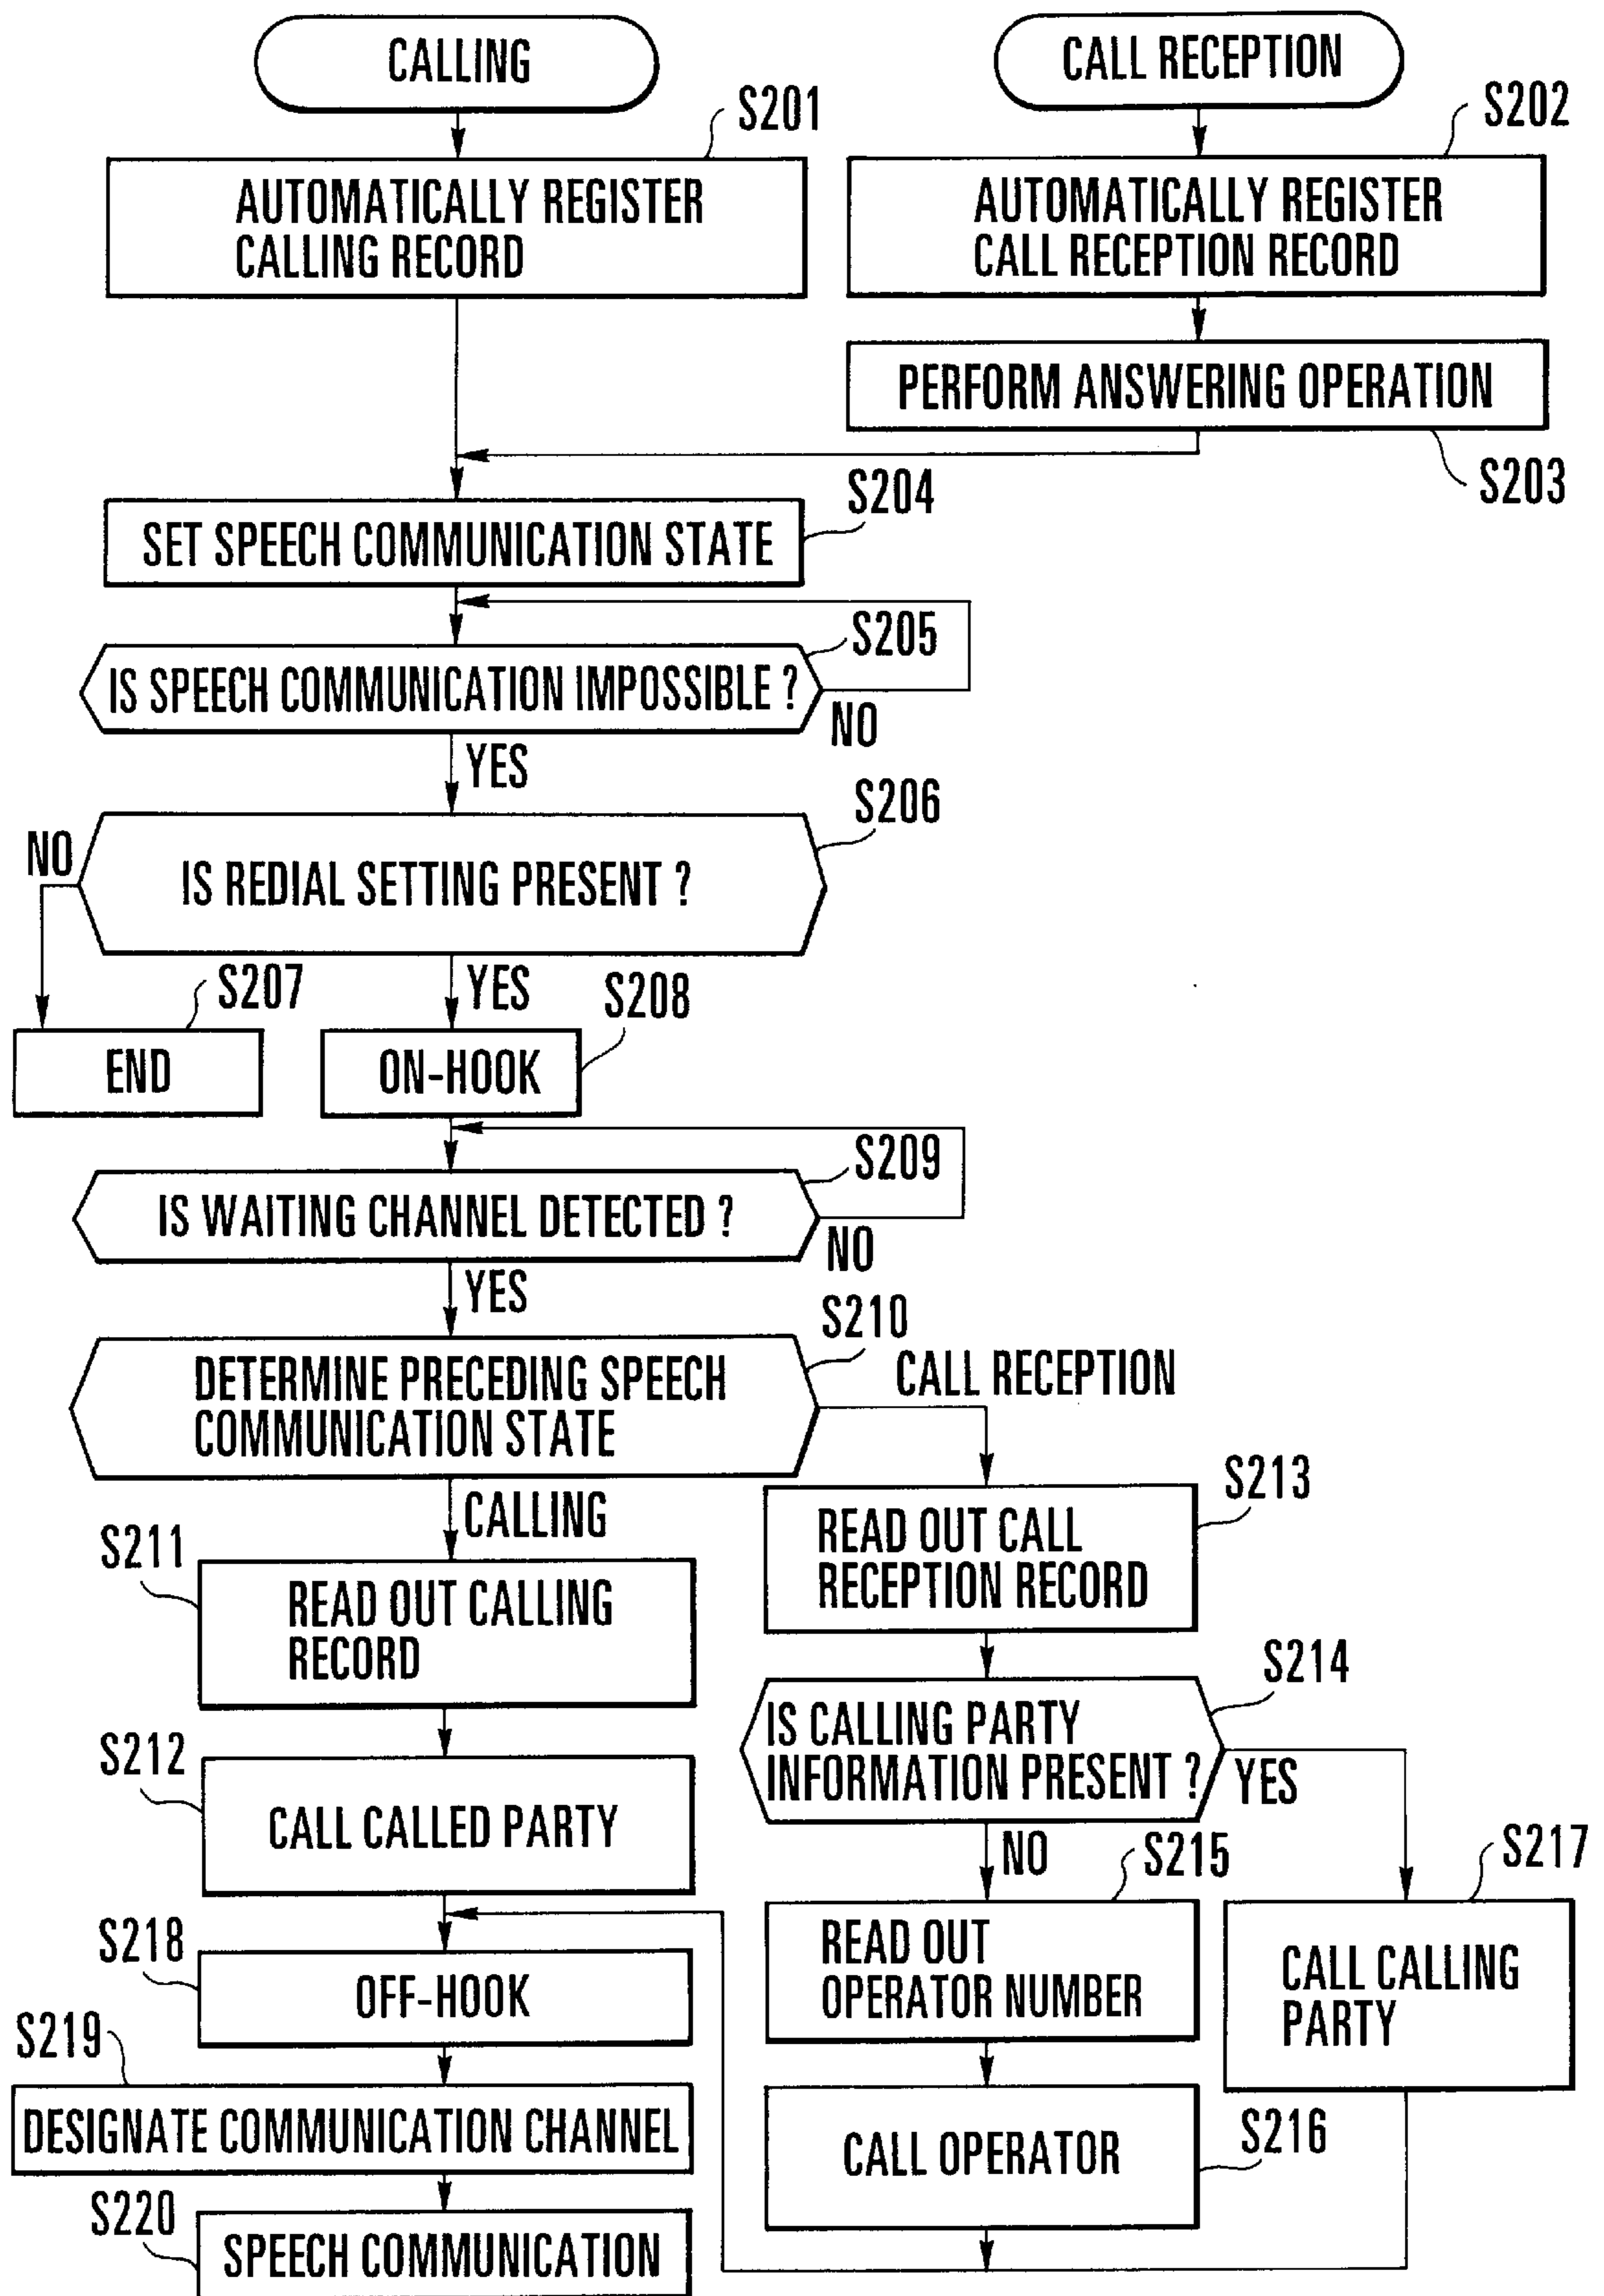 CALLING
CALL RECEPTION
S201
S202
AUTOMATICALLY REGISTER
CALLING RECORD
AUTOMATICALLY REGISTER
CALL RECEPTION RECORD
PERFORM ANSWERING OPERATION
S203
S204
SET SPEECH COMMUNICATION STATE
S205
IS SPEECH COMMUNICATION IMPOSSIBLE ?
NO
YES
S206
NO
IS REDIAL SETTING PRESENT ?
S207
YES
S208
END
ON-HOOK
S209
IS WAITING CHANNEL DETECTED ?
NO
YES
S210
DETERMINE PRECEDING SPEECH
COMMUNICATION STATE
CALL RECEPTION
CALLING
S213
S211
READ OUT CALL
RECEPTION RECORD
READ OUT CALLING
RECORD
S214
IS CALLING PARTY
INFORMATION PRESENT ?
YES
S212
CALL CALLED PARTY
NO
S215
S217
READ OUT
OPERATOR NUMBER
CALL CALLING
PARTY
S218
OFF-HOOK
S219
DESIGNATE COMMUNICATION CHANNEL
CALL OPERATOR
S216
S220
SPEECH COMMUNICATION